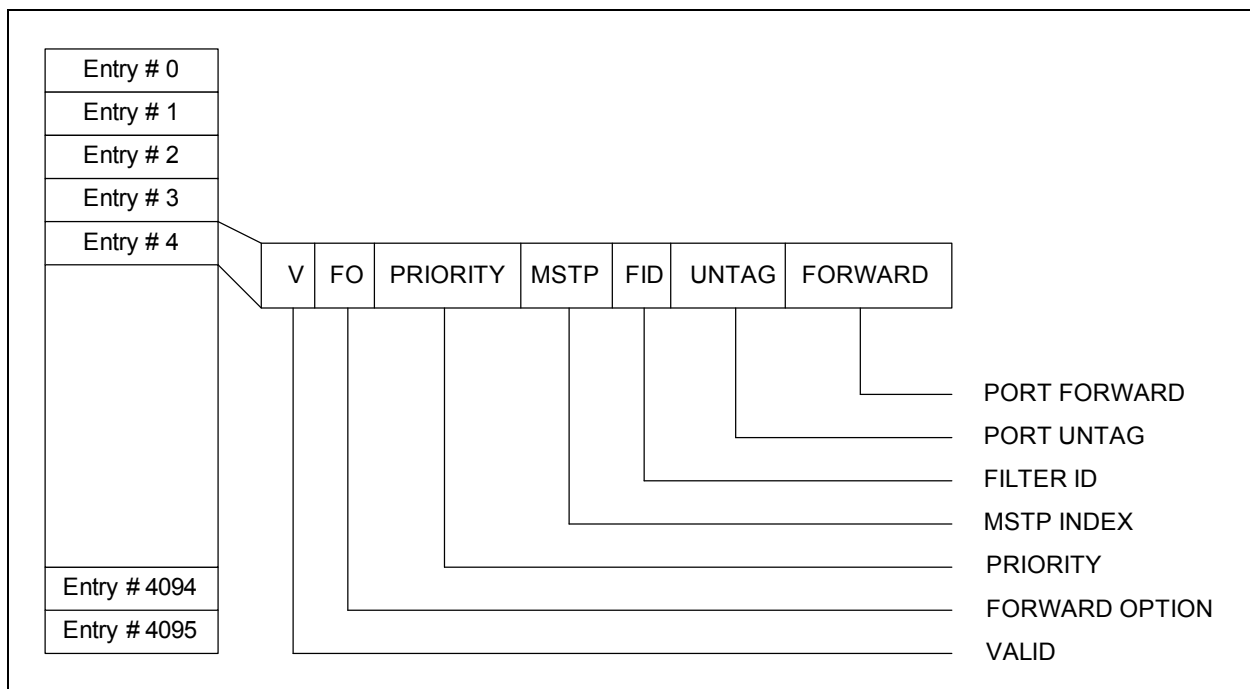 Entry # 0
Entry # 1
Entry # 2
Entry # 3
Entry # 4
V FO PRIORITY MSTP FID UNTAG FORWARD
PORT FORWARD
PORT UNTAG
FILTER ID
MSTP INDEX
PRIORITY
FORWARD OPTION
VALID
Entry # 4094
Entry # 4095